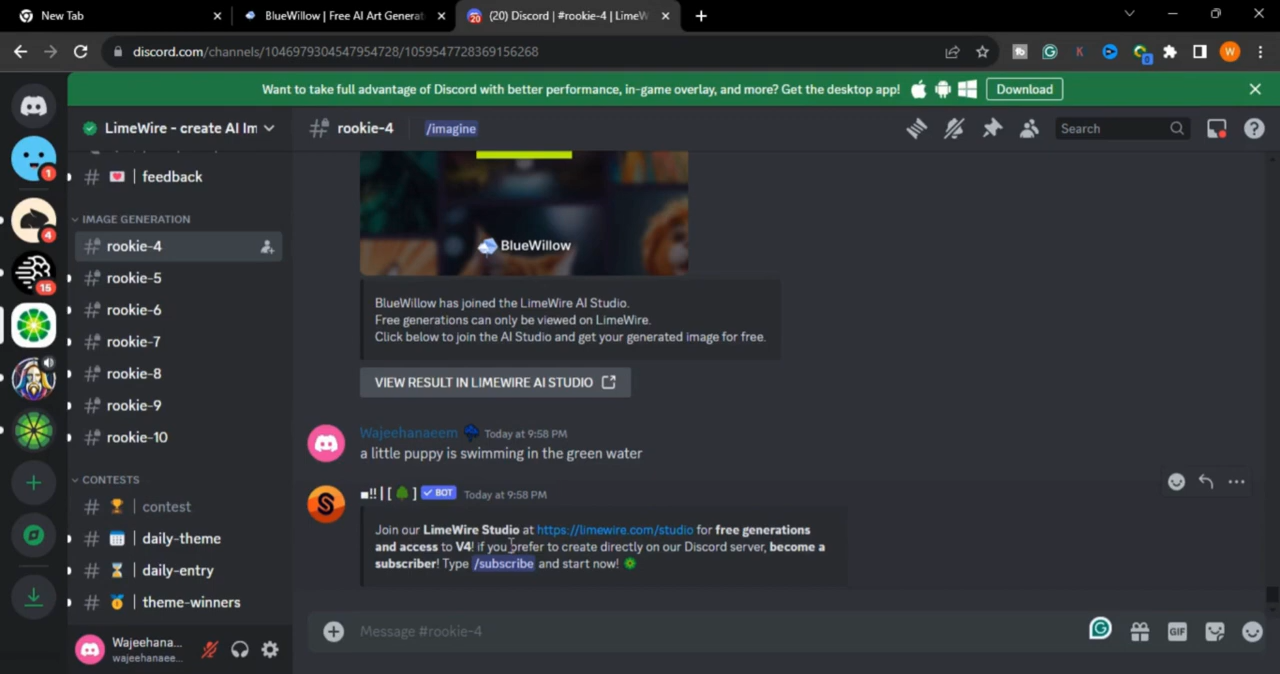 New Tab
BlueWillow | Free AI Art Generat
(20) Discord | #rookie-4 | LimeW
discord.com/channels/1046979304547954728/1059547728369156268
Want to take full advantage of Discord with better performance, in-game overlay, and more? Get the desktop app!
Download
LimeWire - create AI Im
rookie-4
/imagine
Search
feedback
IMAGE GENERATION
rookie-4
rookie-5
rookie-6
rookie-7
rookie-8
rookie-9
rookie-10
CONTESTS
contest
daily-theme
daily-entry
theme-winners
Wajeehana...
wajeehanaee...
1
4
15
BlueWillow
BlueWillow has joined the LimeWire AI Studio.
Free generations can only be viewed on LimeWire.
Click below to join the AI Studio and get your generated image for free.
VIEW RESULT IN LIMEWIRE AI STUDIO
Wajeehanaeem Today at 9:58 PM
a little puppy is swimming in the green water
BOT Today at 9:58 PM
Join our LimeWire Studio at https://limewire.com/studio for free generations
and access to V4! if you prefer to create directly on our Discord server, become a
subscriber! Type /subscribe and start now!
Message #rookie-4
GIF